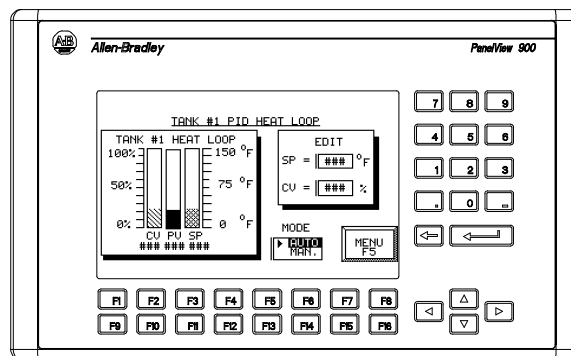 A·B
Allen-Bradley
PanelView 900
TANK #1 PID HEAT LOOP
TANK #1 HEAT LOOP
100% 150 °F
50% 75 °F
0% 0 °F
CV PV SP
### ### ###
EDIT
SP = ### °F
CV = ### %
MODE
AUTO
MAN.
MENU
F5
7 8 9
4 5 6
1 2 3
. 0 –
F1 F2 F3 F4 F5 F6 F7 F8
F9 F10 F11 F12 F13 F14 F15 F16